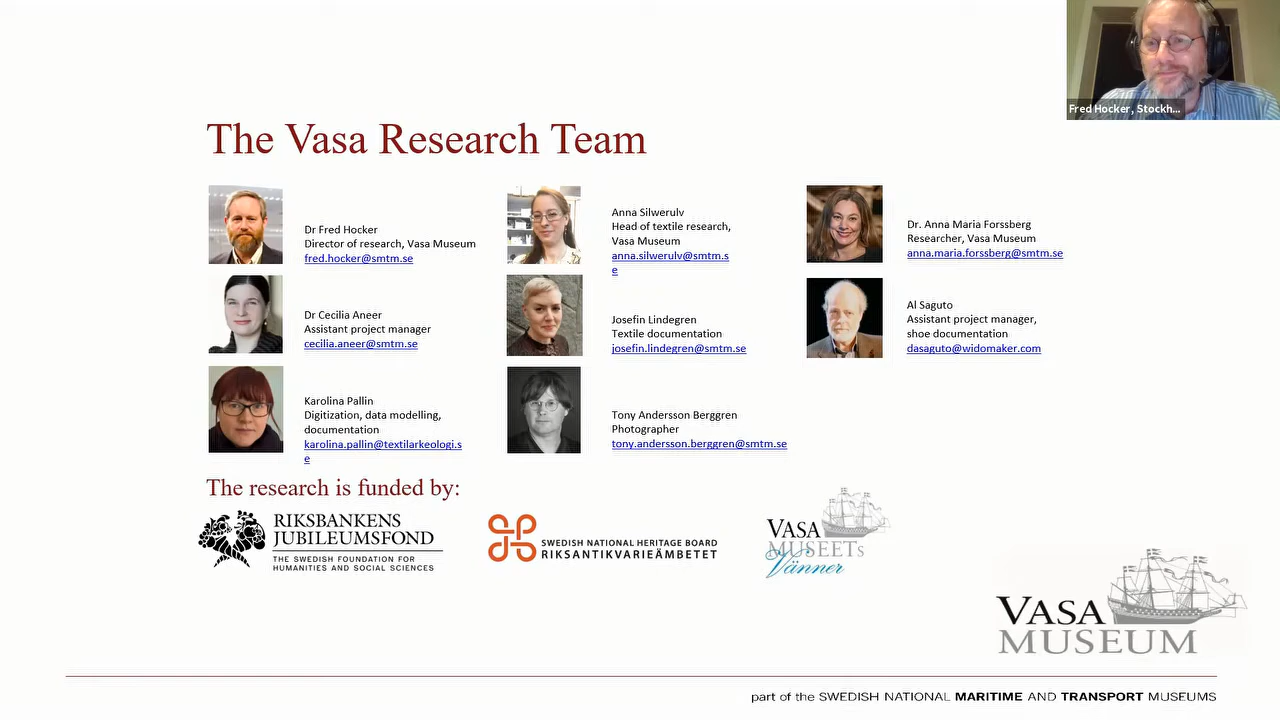 Fred Hocker, Stockh...
The Vasa Research Team
Dr Fred Hocker
Director of research, Vasa Museum
fred.hocker@smtm.se
Anna Silwerulv
Head of textile research,
Vasa Museum
anna.silwerulv@smtm.s
e
Dr. Anna Maria Forssberg
Researcher, Vasa Museum
anna.maria.forssberg@smtm.se
Dr Cecilia Aneer
Assistant project manager
cecilia.aneer@smtm.se
Josefin Lindegren
Textile documentation
josefin.lindegren@smtm.se
Al Saguto
Assistant project manager,
shoe documentation
dasaguto@widomaker.com
Karolina Pallin
Digitization, data modelling,
documentation
karolina.pallin@textilarkeologi.s
e
Tony Andersson Berggren
Photographer
tony.andersson.berggren@smtm.se
The research is funded by:
RIKSBANKENS
JUBILEUMSFOND
THE SWEDISH FOUNDATION FOR
HUMANITIES AND SOCIAL SCIENCES
SWEDISH NATIONAL HERITAGE BOARD
RIKSANTIKVARIEÄMBETET
VASA
MUSEETs
Vänner
VASA
MUSEUM
part of the SWEDISH NATIONAL MARITIME AND TRANSPORT MUSEUMS